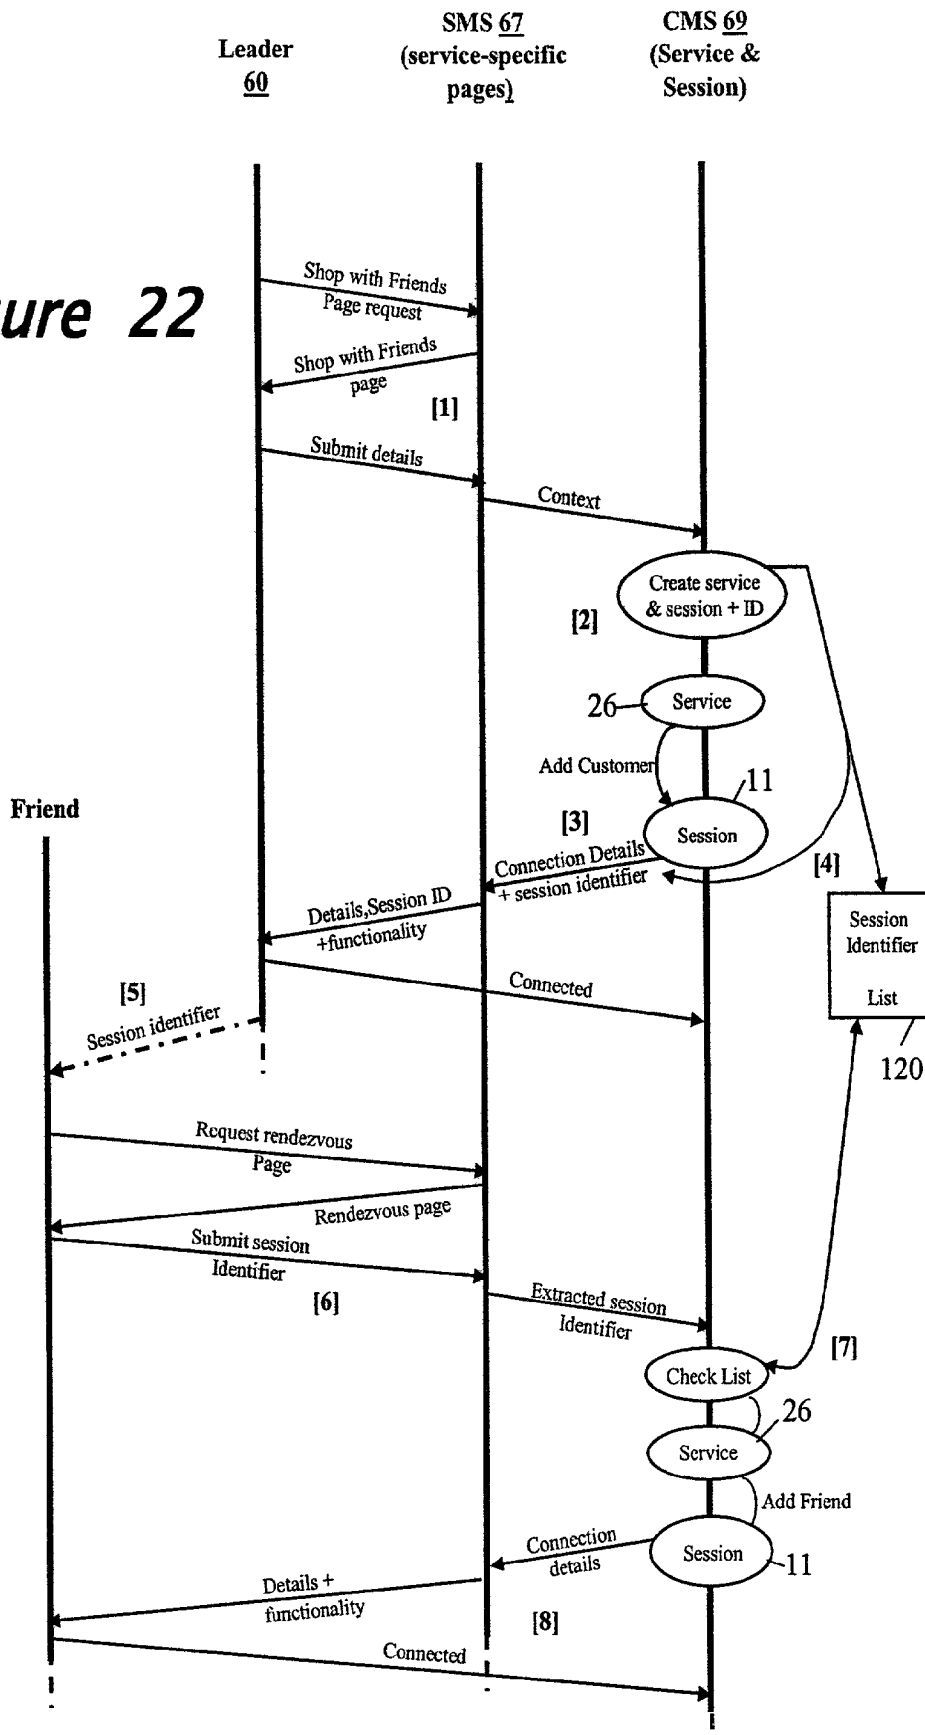 SMS 67
CMS 69
Leader
(service-specific
(Service &
60
pages)
Session)
Shop with Friends
Page request
ure 22
Shop with Friends
page
[1]
Submit details
Context
Create service
& session + ID
[2]
26
Service
Add Customer
11
Friend
[3]
Session
Connection Details
+ session identifier
[4]
Details,Session ID
+functionality
Session
Identifier
List
Connected
[5]
Session identifier
120
Request rendezvous
Page
Rendezvous page
Submit session
Identifier
[6]
Extracted session
Identifier
[7]
Check List
26
Service
Add Friend
Connection
details
Session
11
Details +
functionality
[8]
Connected